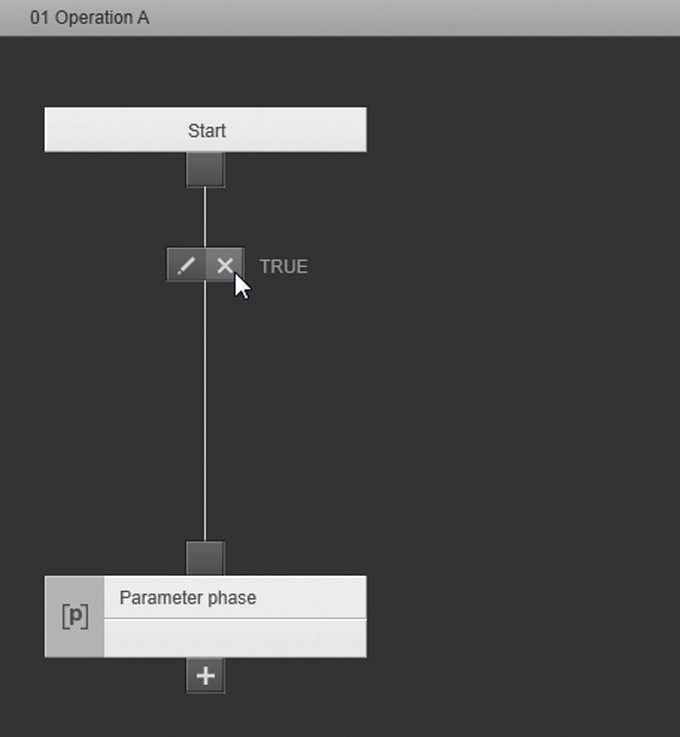 01 Operation A
Start
TRUE
Parameter phase
[p]